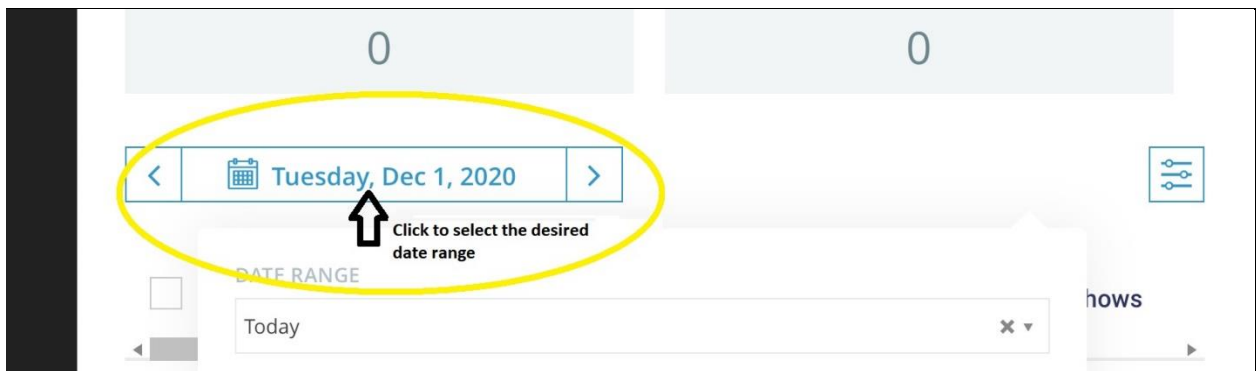 0
0
Tuesday, Dec 1, 2020
Click to select the desired
date range
DATE RANGE
hows
Today